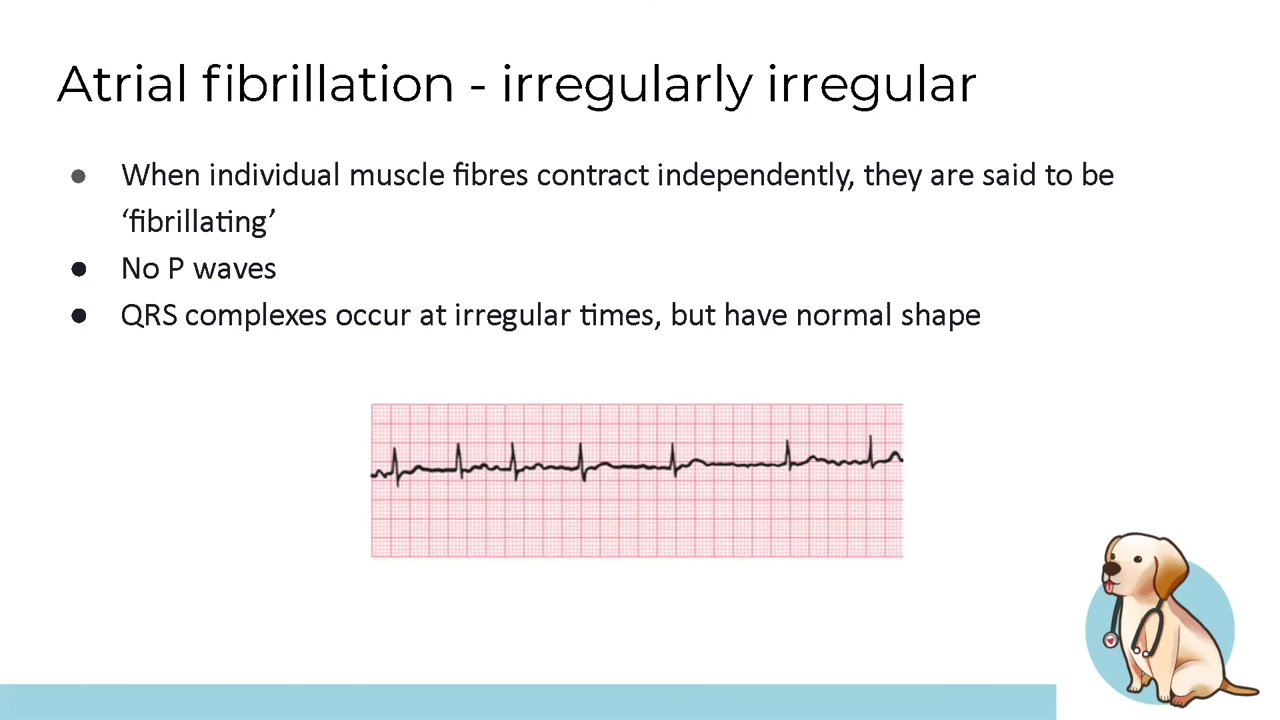 Atrial fibrillation - irregularly irregular
● When individual muscle fibres contract independently, they are said to be
‘fibrillating’
● No P waves
● QRS complexes occur at irregular times, but have normal shape